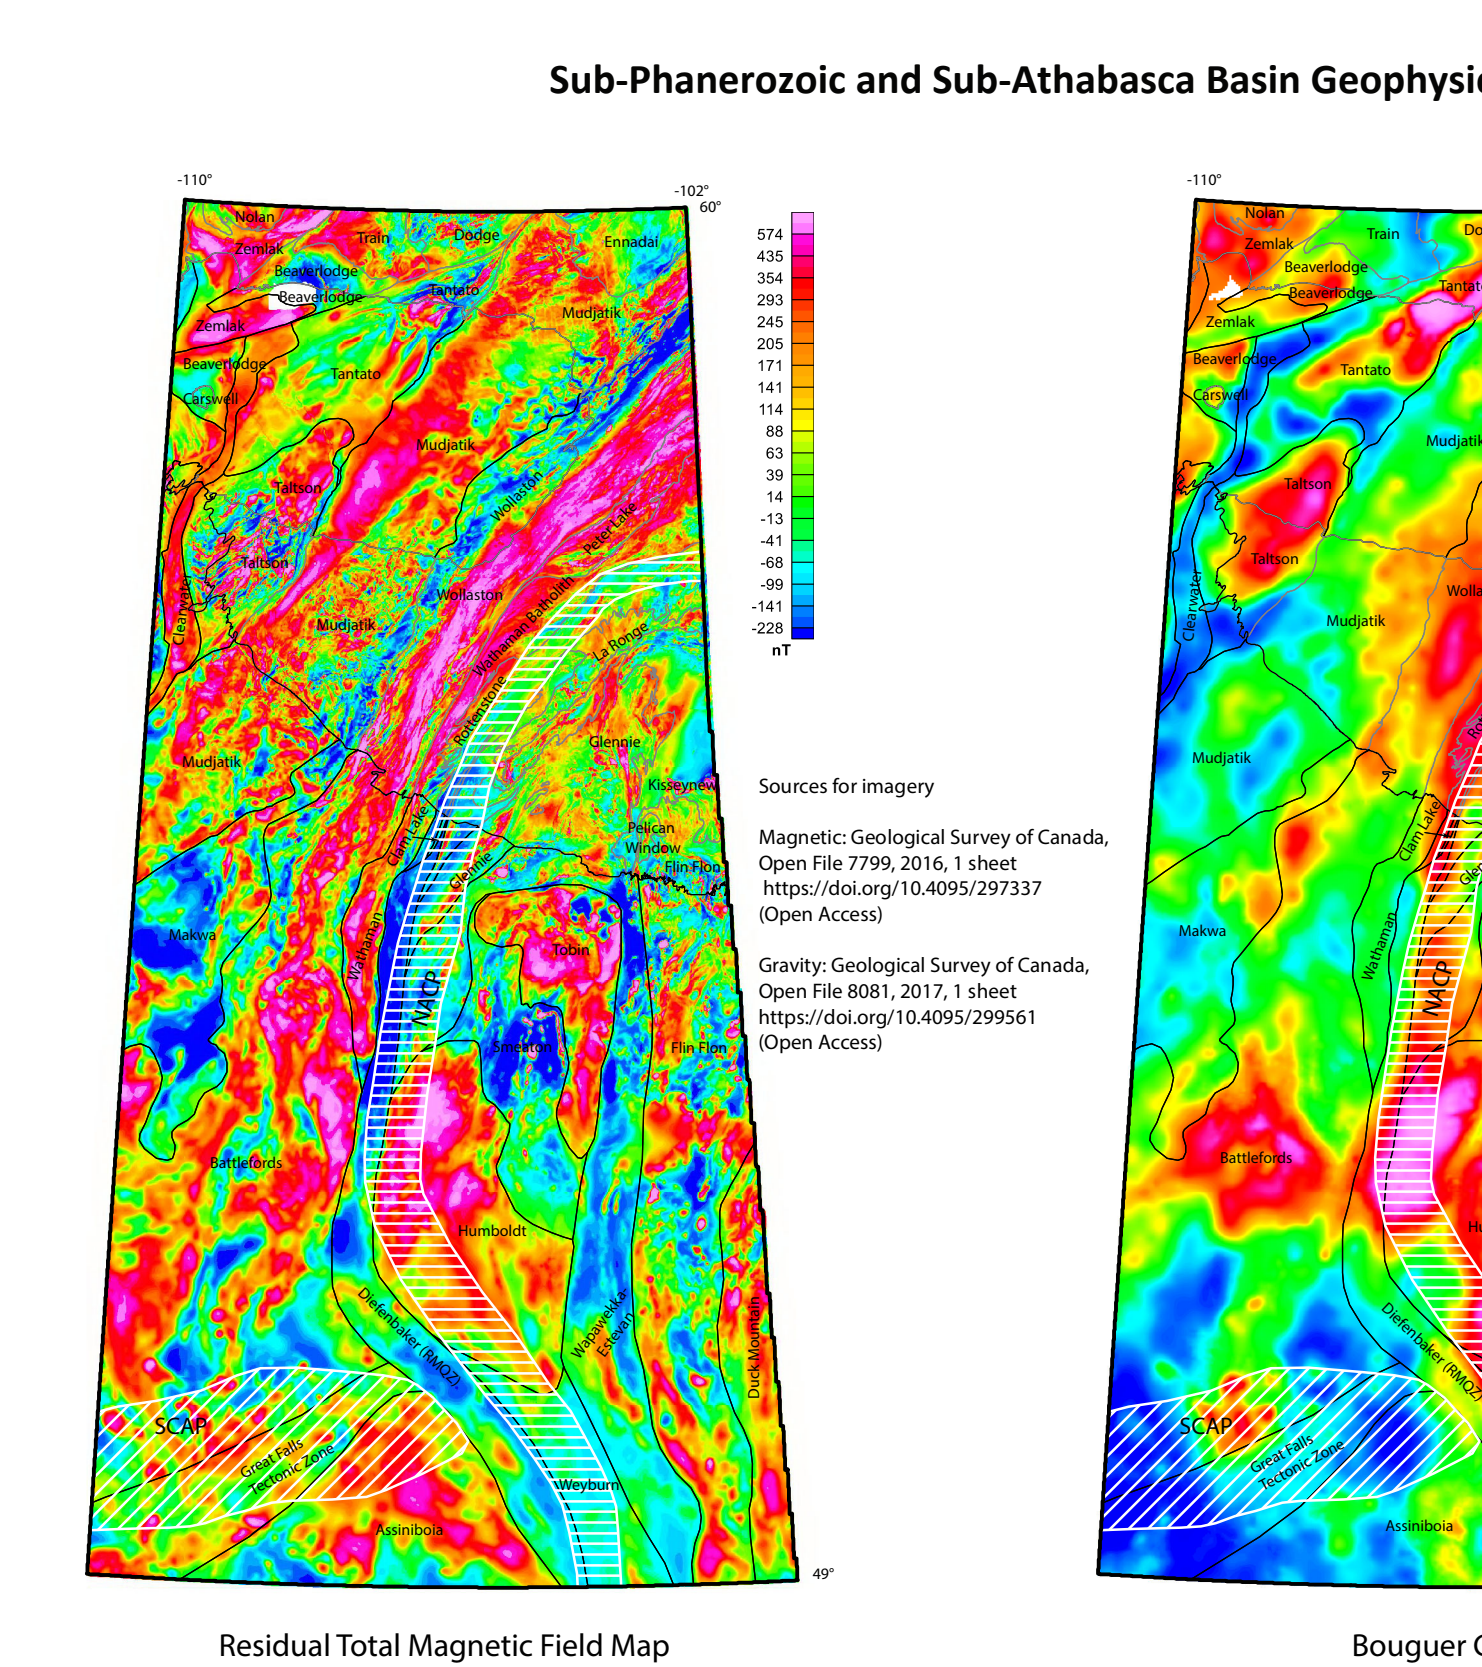 Sub-Phanerozoic and Sub-Athabasca Basin Geophysic
-110°
-102°
60°
Nolan
Zemlak
Train
Dodge
Ennadai
Beaverlodge
Beaverlodge
Tantato
Zemlak
Mudjatik
Beaverlodge
Tantato
Carswell
Mudjatik
Taltson
Wollaston
Peter Lake
Taltson
Clearwater
Wollaston
Wathaman Batholith
Mudjatik
La Ronge
Rottenstone
Glennie
Mudjatik
Kisseynew
Clam Lake
Pelican
Window
Glennie
Flin Flon
Makwa
Wathaman
Tobin
NACP
Smeaton
Flin Flon
Battlefords
Humboldt
Diefenbaker (RMQZ)
Wapawekka-
Estevan
Duck Mountain
SCAP
Great Falls
Tectonic Zone
Weyburn
Assiniboia
49°
Residual Total Magnetic Field Map
574
435
354
293
245
205
171
141
114
88
63
39
14
-13
-41
-68
-99
-141
-228
nT
Sources for imagery
Magnetic: Geological Survey of Canada,
Open File 7799, 2016, 1 sheet
https://doi.org/10.4095/297337
(Open Access)
Gravity: Geological Survey of Canada,
Open File 8081, 2017, 1 sheet
https://doi.org/10.4095/299561
(Open Access)
-110°
Nolan
Zemlak
Train
Do
Beaverlodge
Beaverlodge
Tantat
Zemlak
Beaverlodge
Tantato
Carswell
Mudjatik
Taltson
Taltson
Clearwater
Wolla
Mudjatik
Ro
Mudjatik
Clam Lake
Glen
Makwa
Wathaman
NACP
Battlefords
Hu
Diefenbaker (RMQZ)
SCAP
Great Falls
Tectonic Zone
Assiniboia
Bouguer